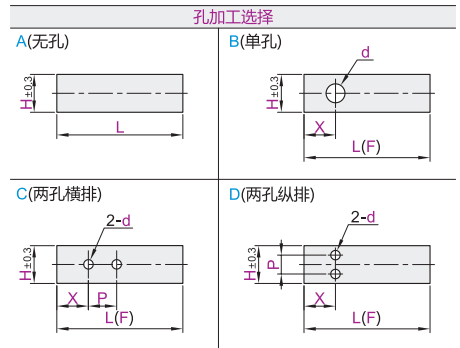 孔加工选择
A(无孔)
H±0.3
L
B(单孔)
d
H±0.3
X
L(F)
C(两孔横排)
2-d
H±0.3
X
P
L(F)
D(两孔纵排)
2-d
H±0.3
P
X
L(F)